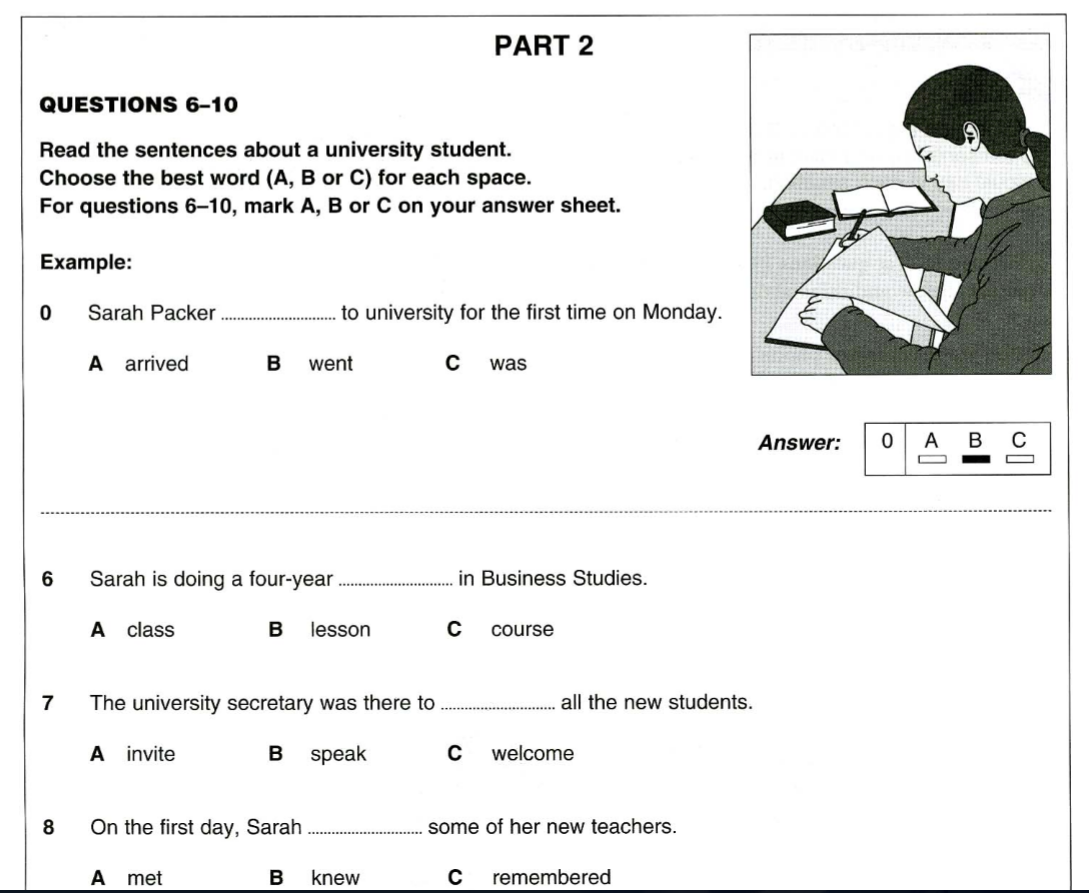 PART 2
QUESTIONS 6–10
Read the sentences about a university student.
Choose the best word (A, B or C) for each space.
For questions 6–10, mark A, B or C on your answer sheet.
Example:
0 Sarah Packer ............................ to university for the first time on Monday.
A arrived B went C was
Answer: 0 A B C
6 Sarah is doing a four-year ............................ in Business Studies.
A class B lesson C course
7 The university secretary was there to ............................ all the new students.
A invite B speak C welcome
8 On the first day, Sarah ............................ some of her new teachers.
A met B knew C remembered